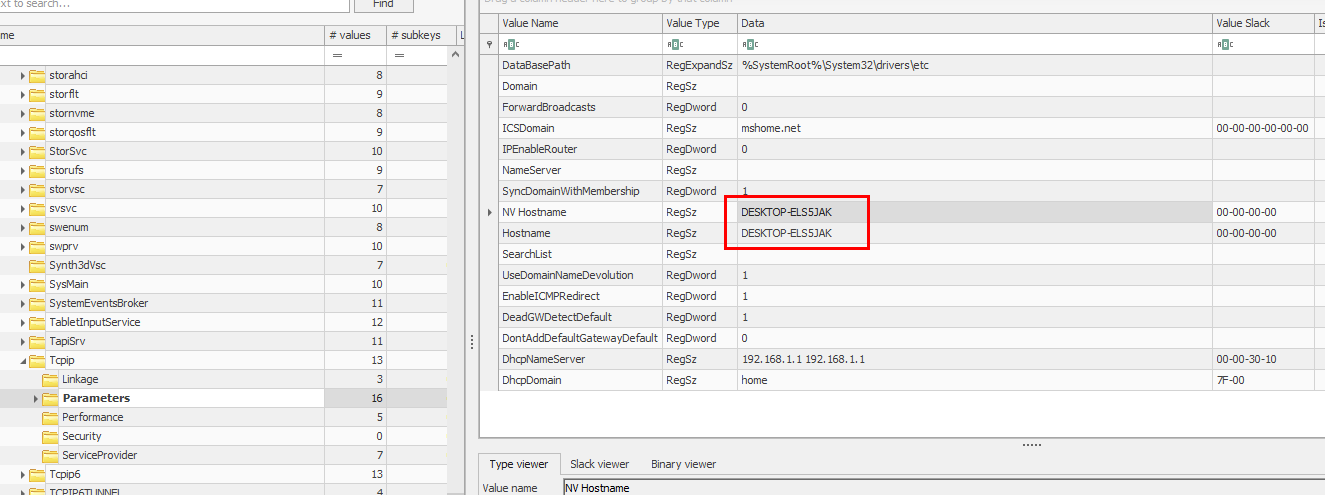 xt to search...
Find
me # values # subkeys L
= =
storahci 8
storflt 9
stornvme 8
storqosflt 9
StorSvc 10
storufs 9
storvsc 7
svsvc 10
swenum 8
swprv 10
Synth3dVsc 7
SysMain 10
SystemEventsBroker 11
TabletInputService 12
TapiSrv 11
Tcpip 13
Linkage 3
Parameters 16
Performance 5
Security 0
ServiceProvider 7
Tcpip6 13
TCPIP6TUNNEL 4
Drag a column header here to group by that column
Value Name Value Type Data Value Slack Is
ABC ABC ABC ABC
DataBasePath RegExpandSz %SystemRoot%\System32\drivers\etc
Domain RegSz
ForwardBroadcasts RegDword 0
ICSDomain RegSz mshome.net 00-00-00-00-00-00
IPEnableRouter RegDword 0
NameServer RegSz
SyncDomainWithMembership RegDword 1
NV Hostname RegSz DESKTOP-ELS5JAK 00-00-00-00
Hostname RegSz DESKTOP-ELS5JAK 00-00-00-00
SearchList RegSz
UseDomainNameDevolution RegDword 1
EnableICMPRedirect RegDword 1
DeadGWDetectDefault RegDword 1
DontAddDefaultGatewayDefault RegDword 0
DhcpNameServer RegSz 192.168.1.1 192.168.1.1 00-00-30-10
DhcpDomain RegSz home 7F-00
Type viewer Slack viewer Binary viewer
Value name NV Hostname